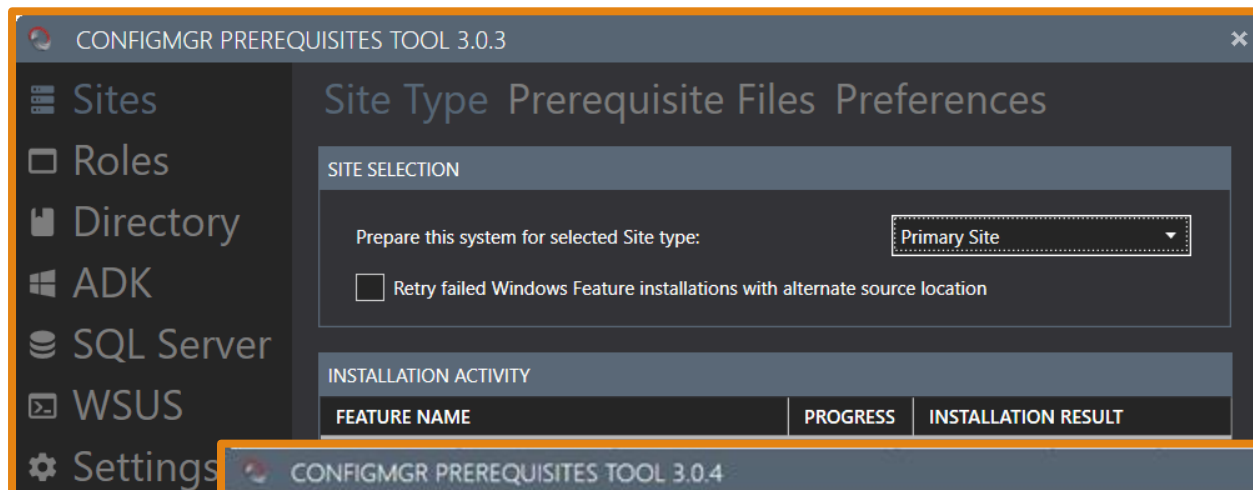 CONFIGMGR PREREQUISITES TOOL 3.0.3
Sites
Roles
Directory
ADK
SQL Server
WSUS
Settings
Site Type Prerequisite Files Preferences
SITE SELECTION
Prepare this system for selected Site type: Primary Site
Retry failed Windows Feature installations with alternate source location
INSTALLATION ACTIVITY
FEATURE NAME PROGRESS INSTALLATION RESULT
CONFIGMGR PREREQUISITES TOOL 3.0.4